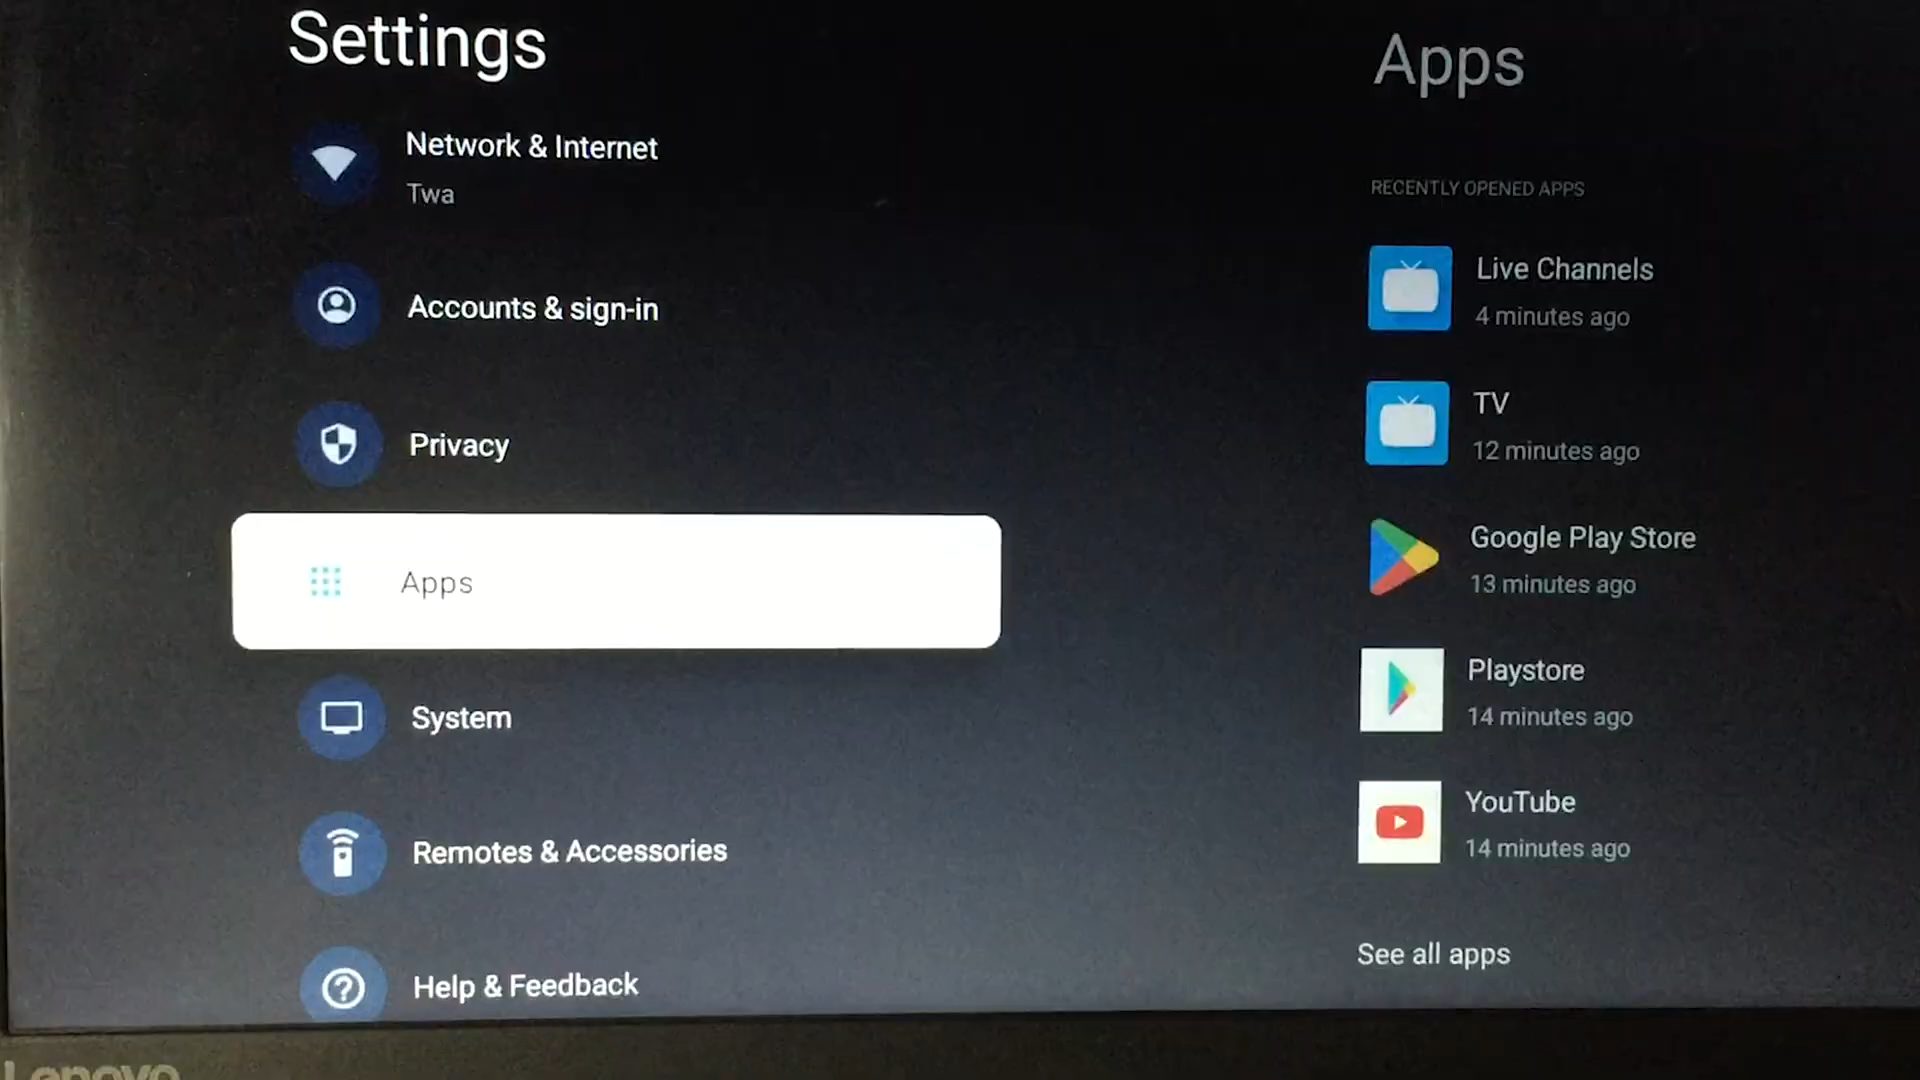 Settings
Network & Internet
Twa
Accounts & sign-in
Privacy
Apps
System
Remotes & Accessories
Help & Feedback
Apps
RECENTLY OPENED APPS
Live Channels
4 minutes ago
TV
12 minutes ago
Google Play Store
13 minutes ago
Playstore
14 minutes ago
YouTube
14 minutes ago
See all apps
Lenovo